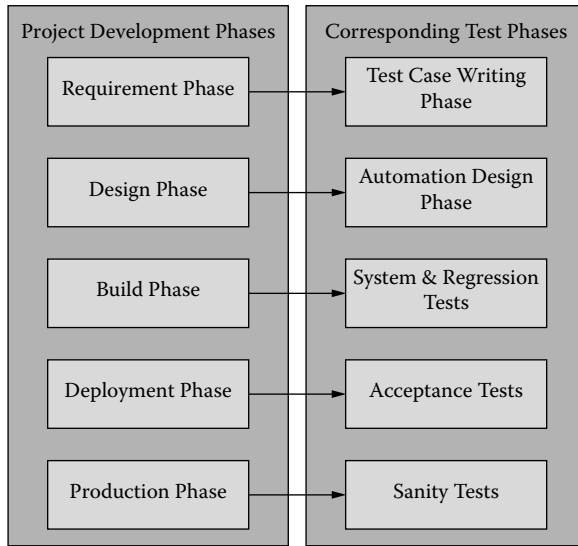 Project Development Phases
Corresponding Test Phases
Requirement Phase
Test Case Writing
Phase
Design Phase
Automation Design
Phase
Build Phase
System & Regression
Tests
Deployment Phase
Acceptance Tests
Production Phase
Sanity Tests